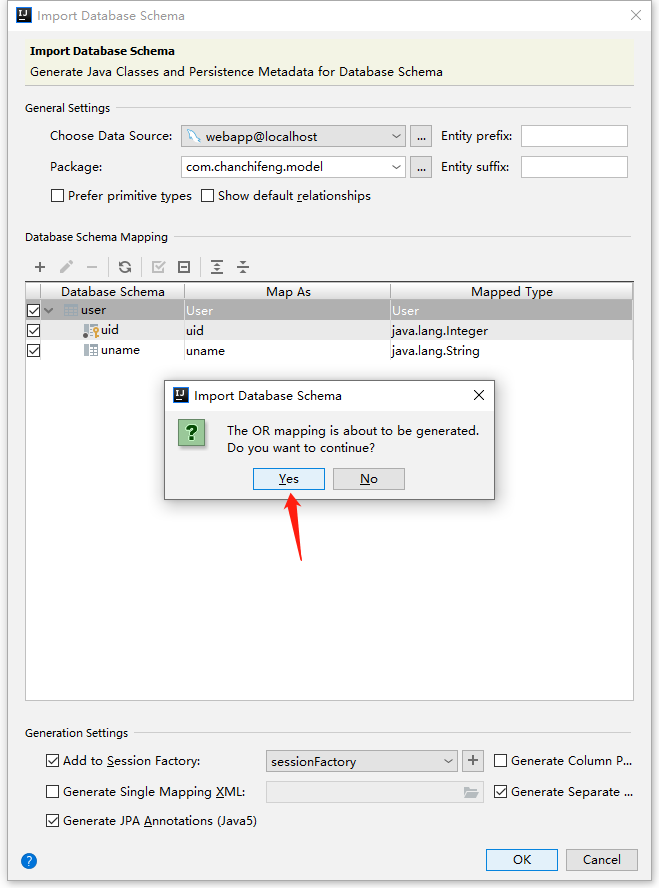 Import Database Schema
Import Database Schema
Generate Java Classes and Persistence Metadata for Database Schema
General Settings
Choose Data Source: webapp@localhost ... Entity prefix:
Package: com.chanchifeng.model ... Entity suffix:
Prefer primitive types Show default relationships
Database Schema Mapping
Database Schema Map As Mapped Type
user User User
uid uid java.lang.Integer
uname uname java.lang.String
Import Database Schema
The OR mapping is about to be generated.
Do you want to continue?
Yes No
Generation Settings
Add to Session Factory: sessionFactory Generate Column P...
Generate Single Mapping XML: Generate Separate ...
Generate JPA Annotations (Java5)
? OK Cancel